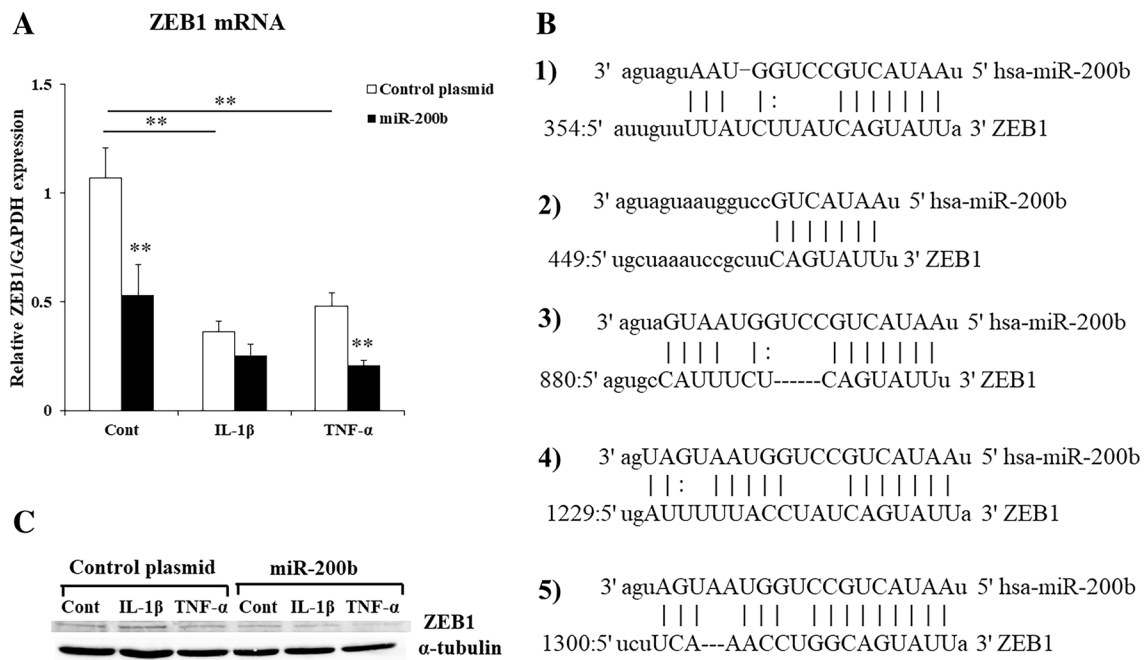 A
ZEB1 mRNA
Relative ZEB1/GAPDH expression
1.5
1
0.5
0
**
**
**
**
Control plasmid
miR-200b
Cont
IL-1β
TNF-α
B
1)
3' aguaguAAU-GGUCCGUCAUAAu 5' hsa-miR-200b
||| |: |||||||
354:5' auuguuUUAUCUUAUCAGUAUUa 3' ZEB1
2)
3' aguaguaaugguccGUCAUAAu 5' hsa-miR-200b
|||||||
449:5' ugcuaaauccgcuuCAGUAUUu 3' ZEB1
3)
3' aguaGUAAUGGUCCGUCAUAAu 5' hsa-miR-200b
|||| |: |||||||
880:5' agugcCAUUUCU------CAGUAUUu 3' ZEB1
4)
3' agUAGUAAUGGUCCGUCAUAAu 5' hsa-miR-200b
||: ||||| |||||||
1229:5' ugAUUUUUACCUAUCAGUAUUa 3' ZEB1
5)
3' aguAGUAAUGGUCCGUCAUAAu 5' hsa-miR-200b
||| ||| |||||||||
1300:5' ucuUUCA---AACCUGGCAGUAUUa 3' ZEB1
C
Control plasmid miR-200b
Cont IL-1β TNF-α Cont IL-1β TNF-α
ZEB1
α-tubulin